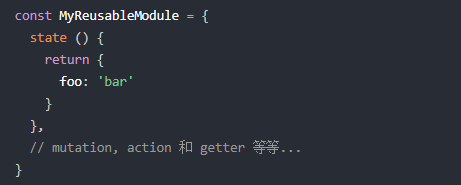 const MyReusableModule = {
  state () {
    return {
      foo: 'bar'
    }
  },
  // mutation, action 和 getter 等等...
}